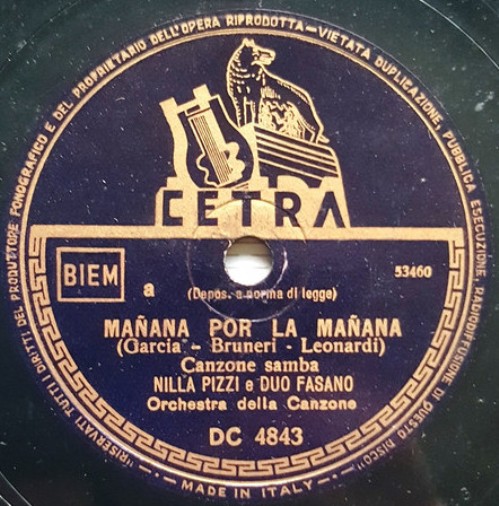 "RISERVATI TUTTI I DIRITTI DEL PRODUTTORE FONOGRAFICO E DEL PROPRIETARIO DELL'OPERA RIPRODOTTA - VIETATA DUPLICAZIONE, PUBBLICA ESECUZIONE, RADIODIFFUSIONE DI QUESTO DISCO"
CETRA
BIEM
a
53460
(Depos. a norma di legge)
MAÑANA POR LA MAÑANA
(Garcia - Bruneri - Leonardi)
Canzone samba
NILLA PIZZI e DUO FASANO
Orchestra della Canzone
DC 4843
MADE IN ITALY